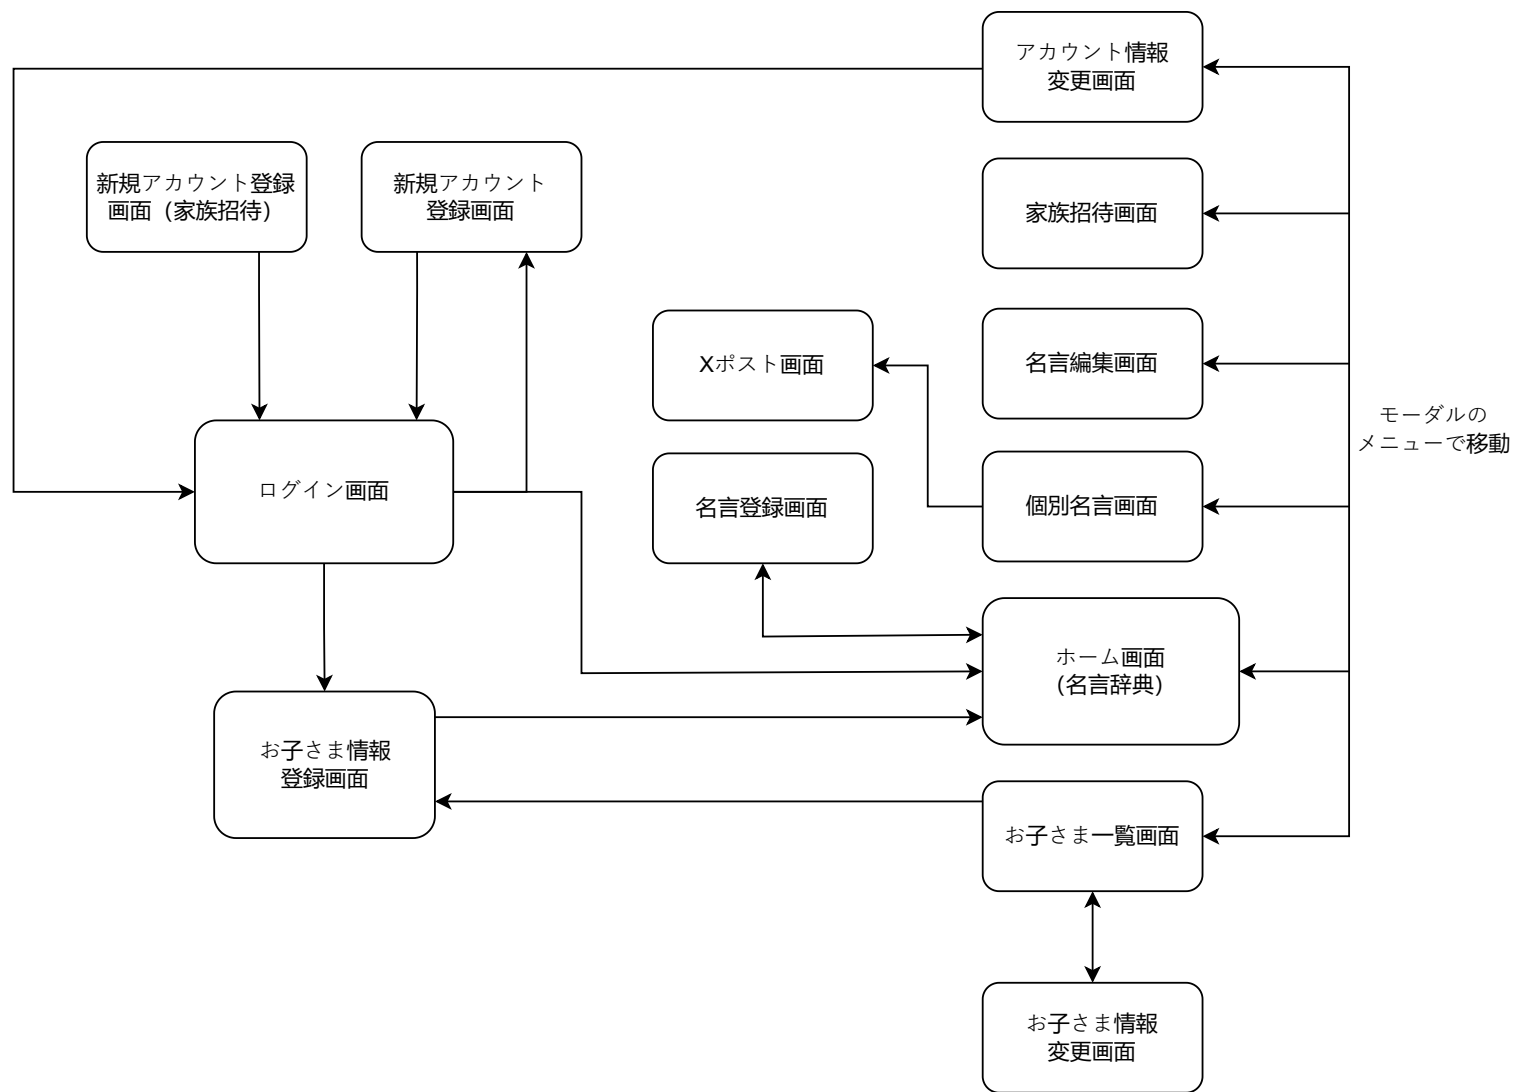 アカウント情報
変更画面
新規アカウント登録
画面（家族招待）
新規アカウント
登録画面
家族招待画面
Xポスト画面
名言編集画面
モーダルの
メニューで移動
ログイン画面
名言登録画面
個別名言画面
ホーム画面
（名言辞典）
お子さま情報
登録画面
お子さま一覧画面
お子さま情報
変更画面